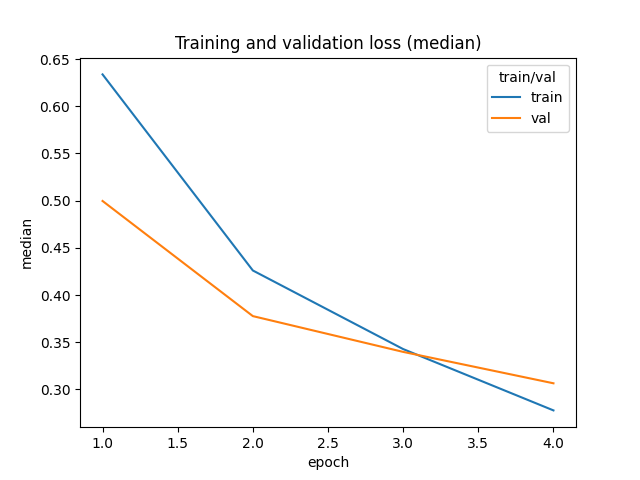 Training and validation loss (median)
train/val
train
val
0.65
0.60
0.55
0.50
0.45
0.40
0.35
0.30
median
1.0 1.5 2.0 2.5 3.0 3.5 4.0
epoch